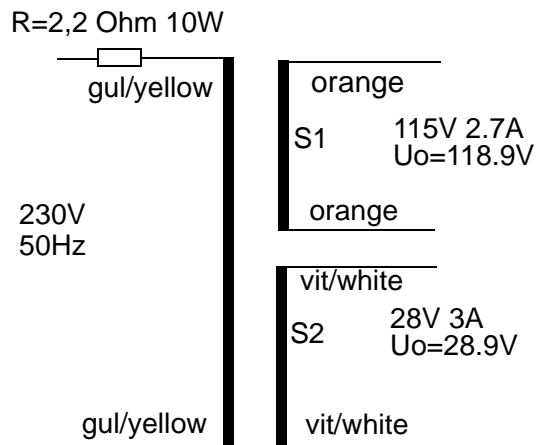 R=2,2 Ohm 10W
gul/yellow
orange
S1
115V 2.7A
Uo=118.9V
orange
230V
50Hz
vit/white
S2
28V 3A
Uo=28.9V
gul/yellow
vit/white